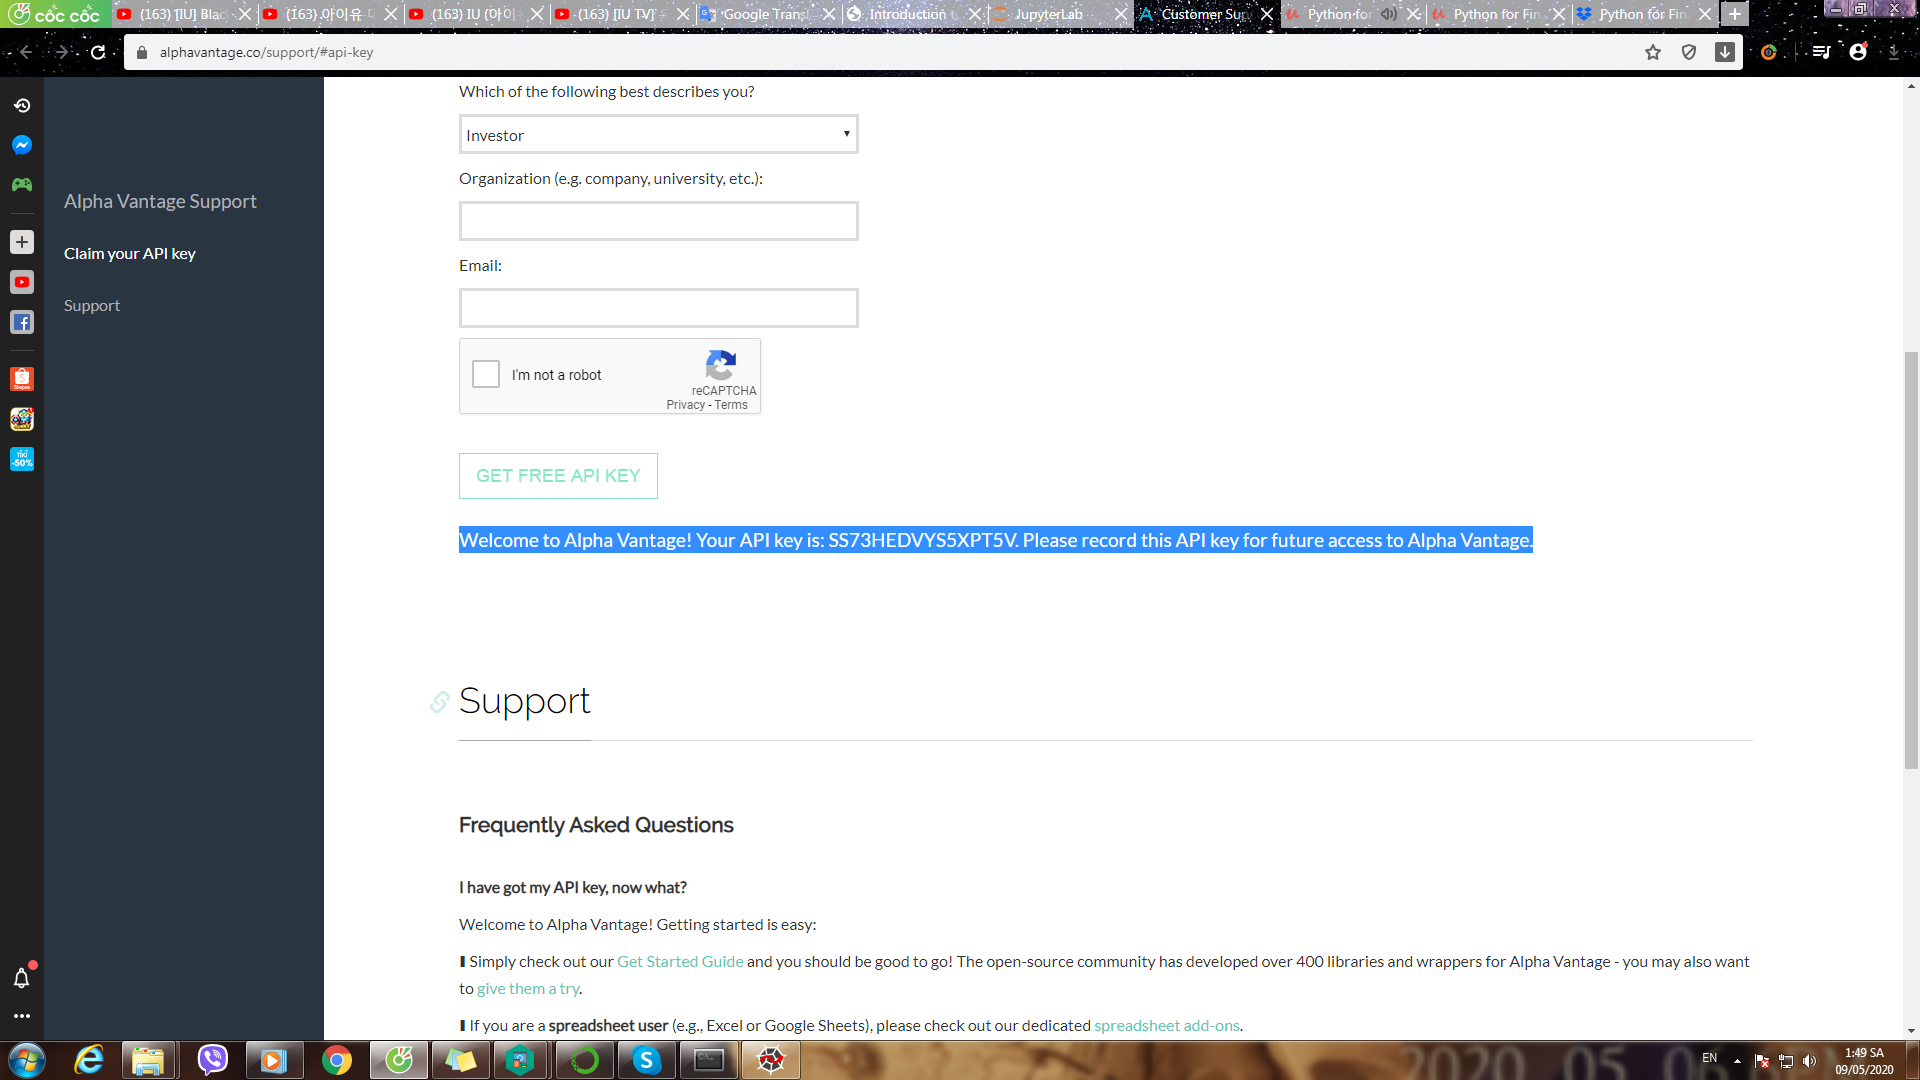 cốc cốc
(163) [IU] Blac
(163) 아이유
(163) IU (아이
(163) [IU TV]
Google Trans
Introduction
JupyterLab
Customer Sup
Python for
Python for Fin
Python for Fin
alphavantage.co/support/#api-key
Which of the following best describes you?
Investor
Organization (e.g. company, university, etc.):
Email:
I'm not a robot
reCAPTCHA
Privacy - Terms
GET FREE API KEY
Welcome to Alpha Vantage! Your API key is: SS73HEDVYS5XPT5V. Please record this API key for future access to Alpha Vantage.
Alpha Vantage Support
Claim your API key
Support
Shopee
TIKI
-50%
Support
Frequently Asked Questions
I have got my API key, now what?
Welcome to Alpha Vantage! Getting started is easy:
Simply check out our Get Started Guide and you should be good to go! The open-source community has developed over 400 libraries and wrappers for Alpha Vantage - you may also want
to give them a try.
If you are a spreadsheet user (e.g., Excel or Google Sheets), please check out our dedicated spreadsheet add-ons.
EN
1:49 SA
09/05/2020